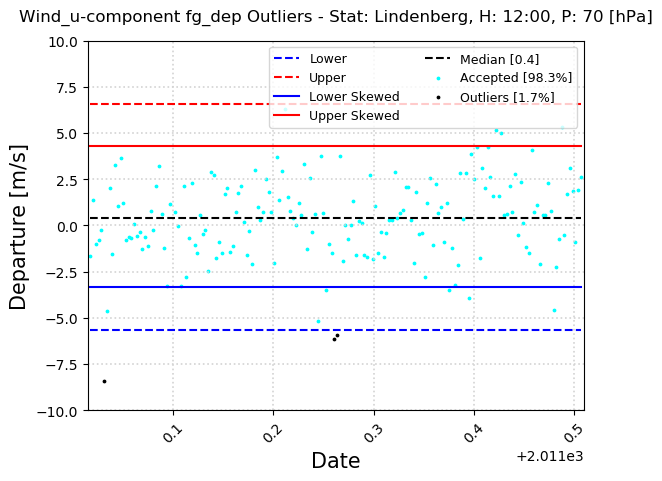 Wind_u-component fg_dep Outliers - Stat: Lindenberg, H: 12:00, P: 70 [hPa]
Lower
Upper
Lower Skewed
Upper Skewed
Median [0.4]
Accepted [98.3%]
Outliers [1.7%]
Departure [m/s]
10.0
7.5
5.0
2.5
0.0
−2.5
−5.0
−7.5
−10.0
0.1
0.2
0.3
0.4
0.5
+2.011e3
Date